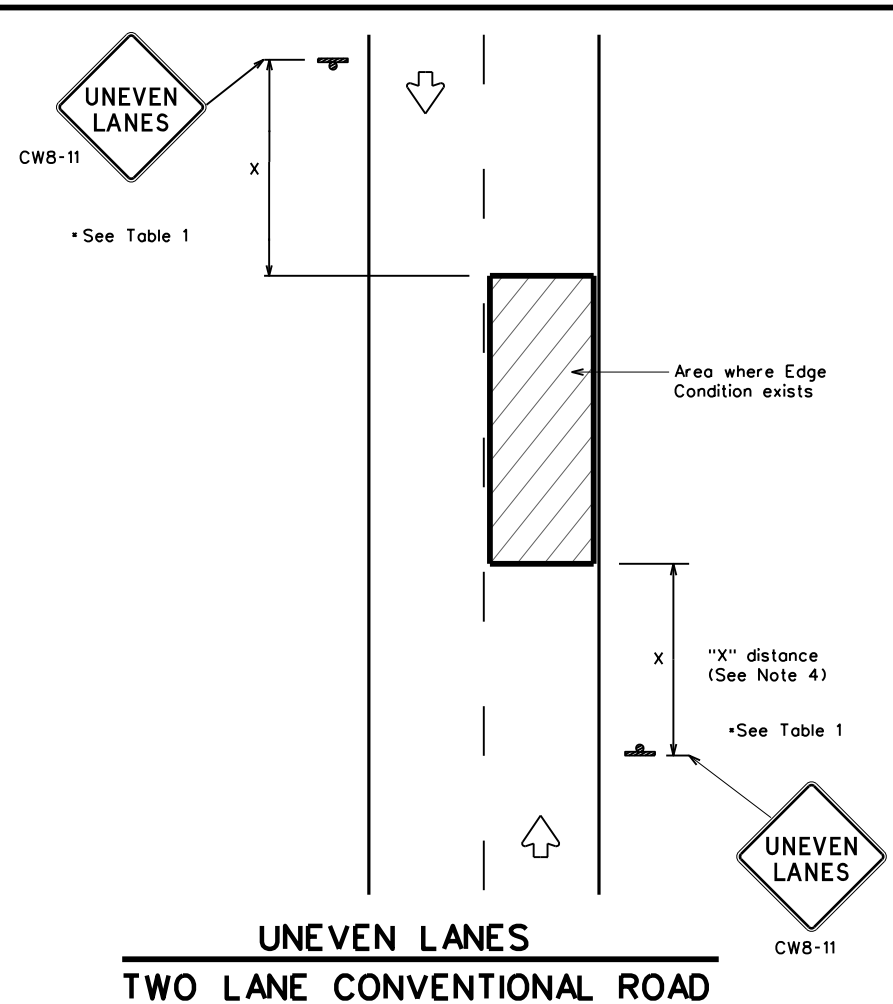 UNEVEN
LANES
CW8-11
X
*See Table 1
Area where Edge
Condition exists
X
"X" distance
(See Note 4)
*See Table 1
UNEVEN
LANES
CW8-11
UNEVEN LANES
TWO LANE CONVENTIONAL ROAD